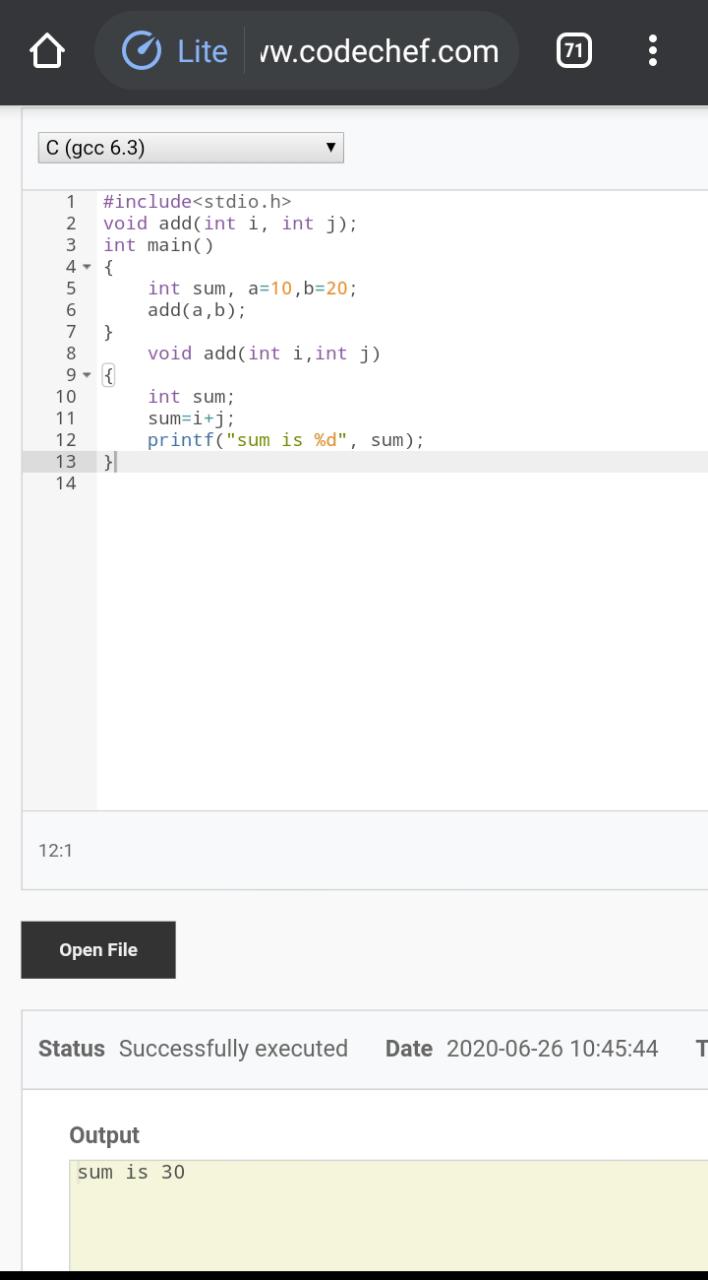 Lite
vw.codechef.com
71
C (gcc 6.3)
1 #include<stdio.h>
2 void add(int i, int j);
3 int main()
4 {
5     int sum, a=10,b=20;
6     add(a,b);
7 }
8     void add(int i,int j)
9 {
10     int sum;
11     sum=i+j;
12     printf("sum is %d", sum);
13 }
14
12:1
Open File
Status Successfully executed Date 2020-06-26 10:45:44 T
Output
sum is 30